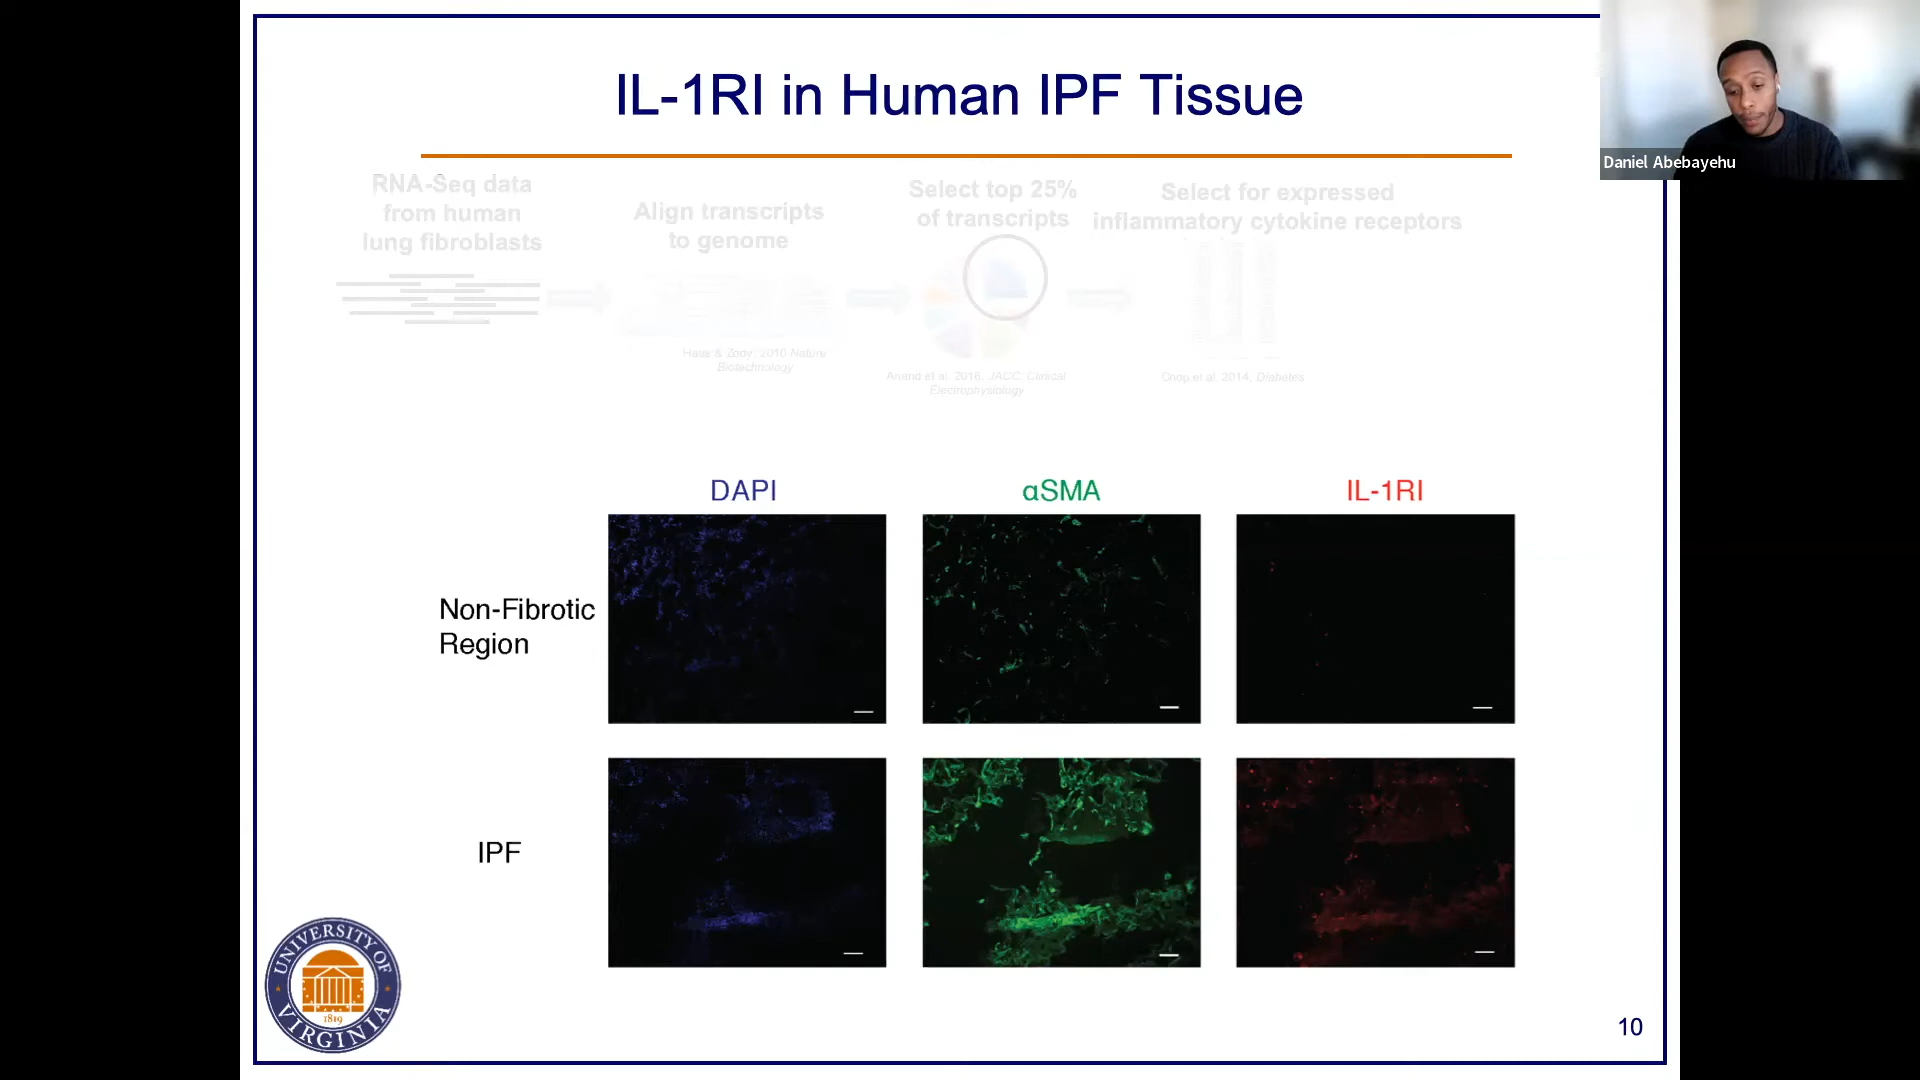 IL-1RI in Human IPF Tissue
Daniel Abebayehu
RNA-Seq data
from human
lung fibroblasts
Align transcripts
to genome
Select top 25%
of transcripts
Select for expressed
inflammatory cytokine receptors
2010 Nature
Biotechnology
Anand et al. 2016, JACC: Clinical
Electrophysiology
Cnop et al. 2014, Diabetes
DAPI
αSMA
IL-1RI
Non-Fibrotic
Region
IPF
UNIVERSITY OF
VIRGINIA
1819
10